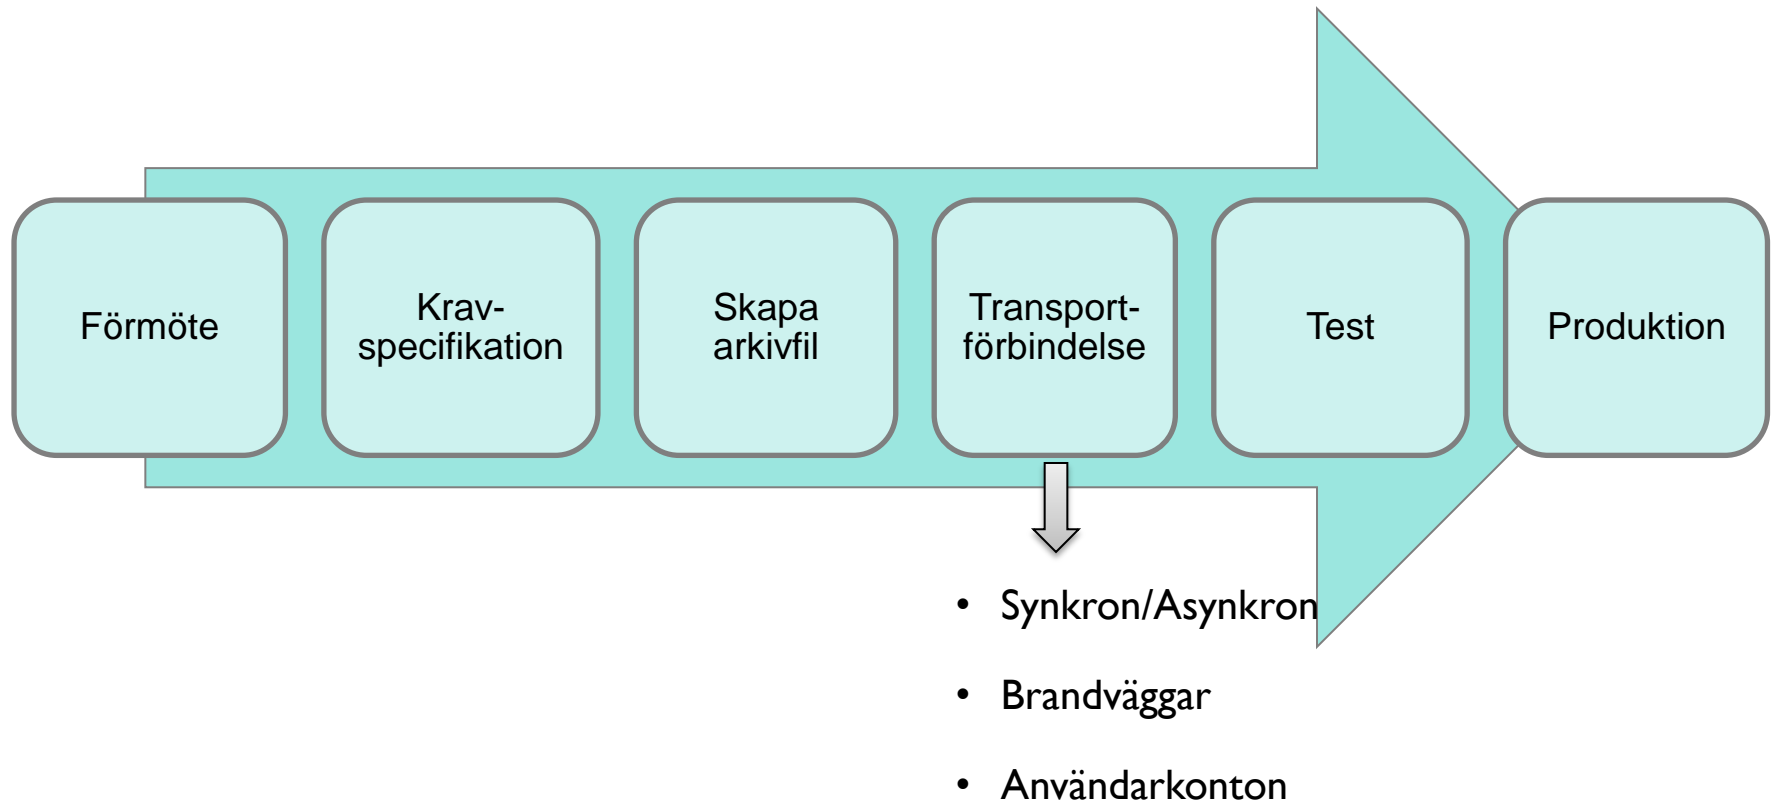 Förmöte
Krav-
specifikation
Skapa
arkivfil
Transport-
förbindelse
Test
Produktion
• Synkron/Asynkron
• Brandväggar
• Användarkonton